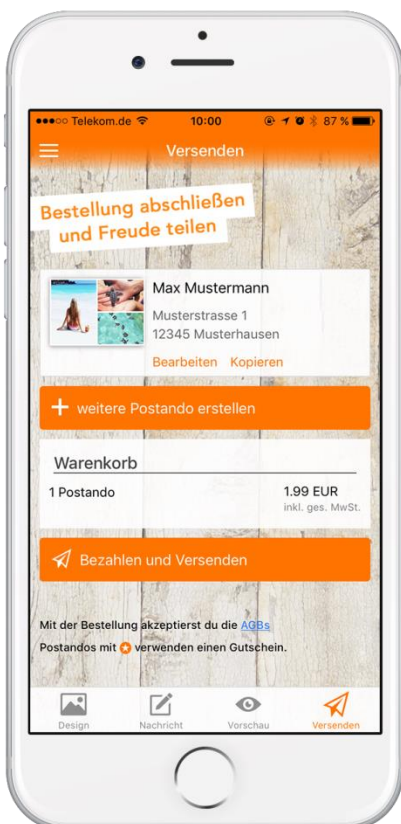 Telekom.de 10:00 87 %
Versenden
Bestellung abschließen
und Freude teilen
Max Mustermann
Musterstrasse 1
12345 Musterhausen
Bearbeiten Kopieren
+ weitere Postando erstellen
Warenkorb
1 Postando 1.99 EUR
inkl. ges. MwSt.
Bezahlen und Versenden
Mit der Bestellung akzeptierst du die AGBs
Postandos mit verwenden einen Gutschein.
Design Nachricht Vorschau Versenden